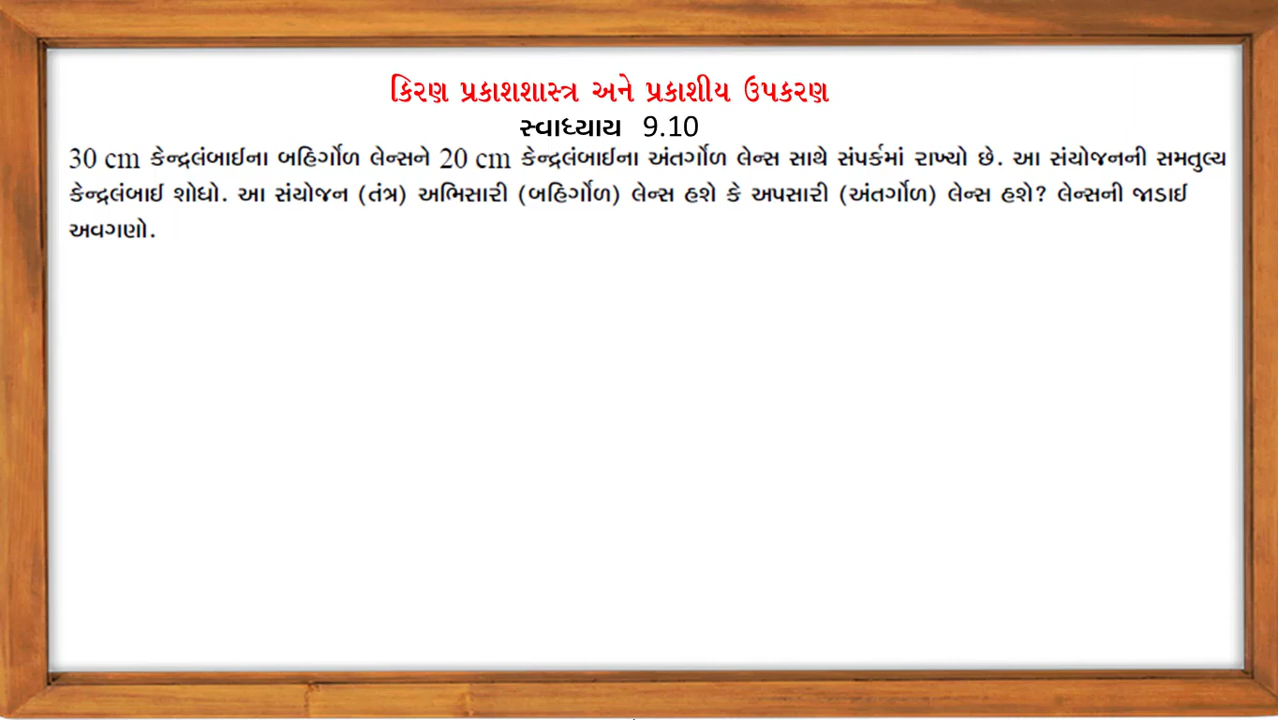 કિરણ પ્રકાશશાસ્ત્ર અને પ્રકાશીય ઉપકરણ
સ્વાધ્યાય 9.10
30 cm કેન્દ્રલંબાઈના બહિર્ગોળ લેન્સને 20 cm કેન્દ્રલંબાઈના અંતર્ગોળ લેન્સ સાથે સંપર્કમાં રાખ્યો છે. આ સંયોજનની સમતુલ્ય
કેન્દ્રલંબાઈ શોધો. આ સંયોજન (તંત્ર) અભિસારી (બહિર્ગોળ) લેન્સ હશે કે અપસારી (અંતર્ગોળ) લેન્સ હશે? લેન્સની જાડાઈ
અવગણો.